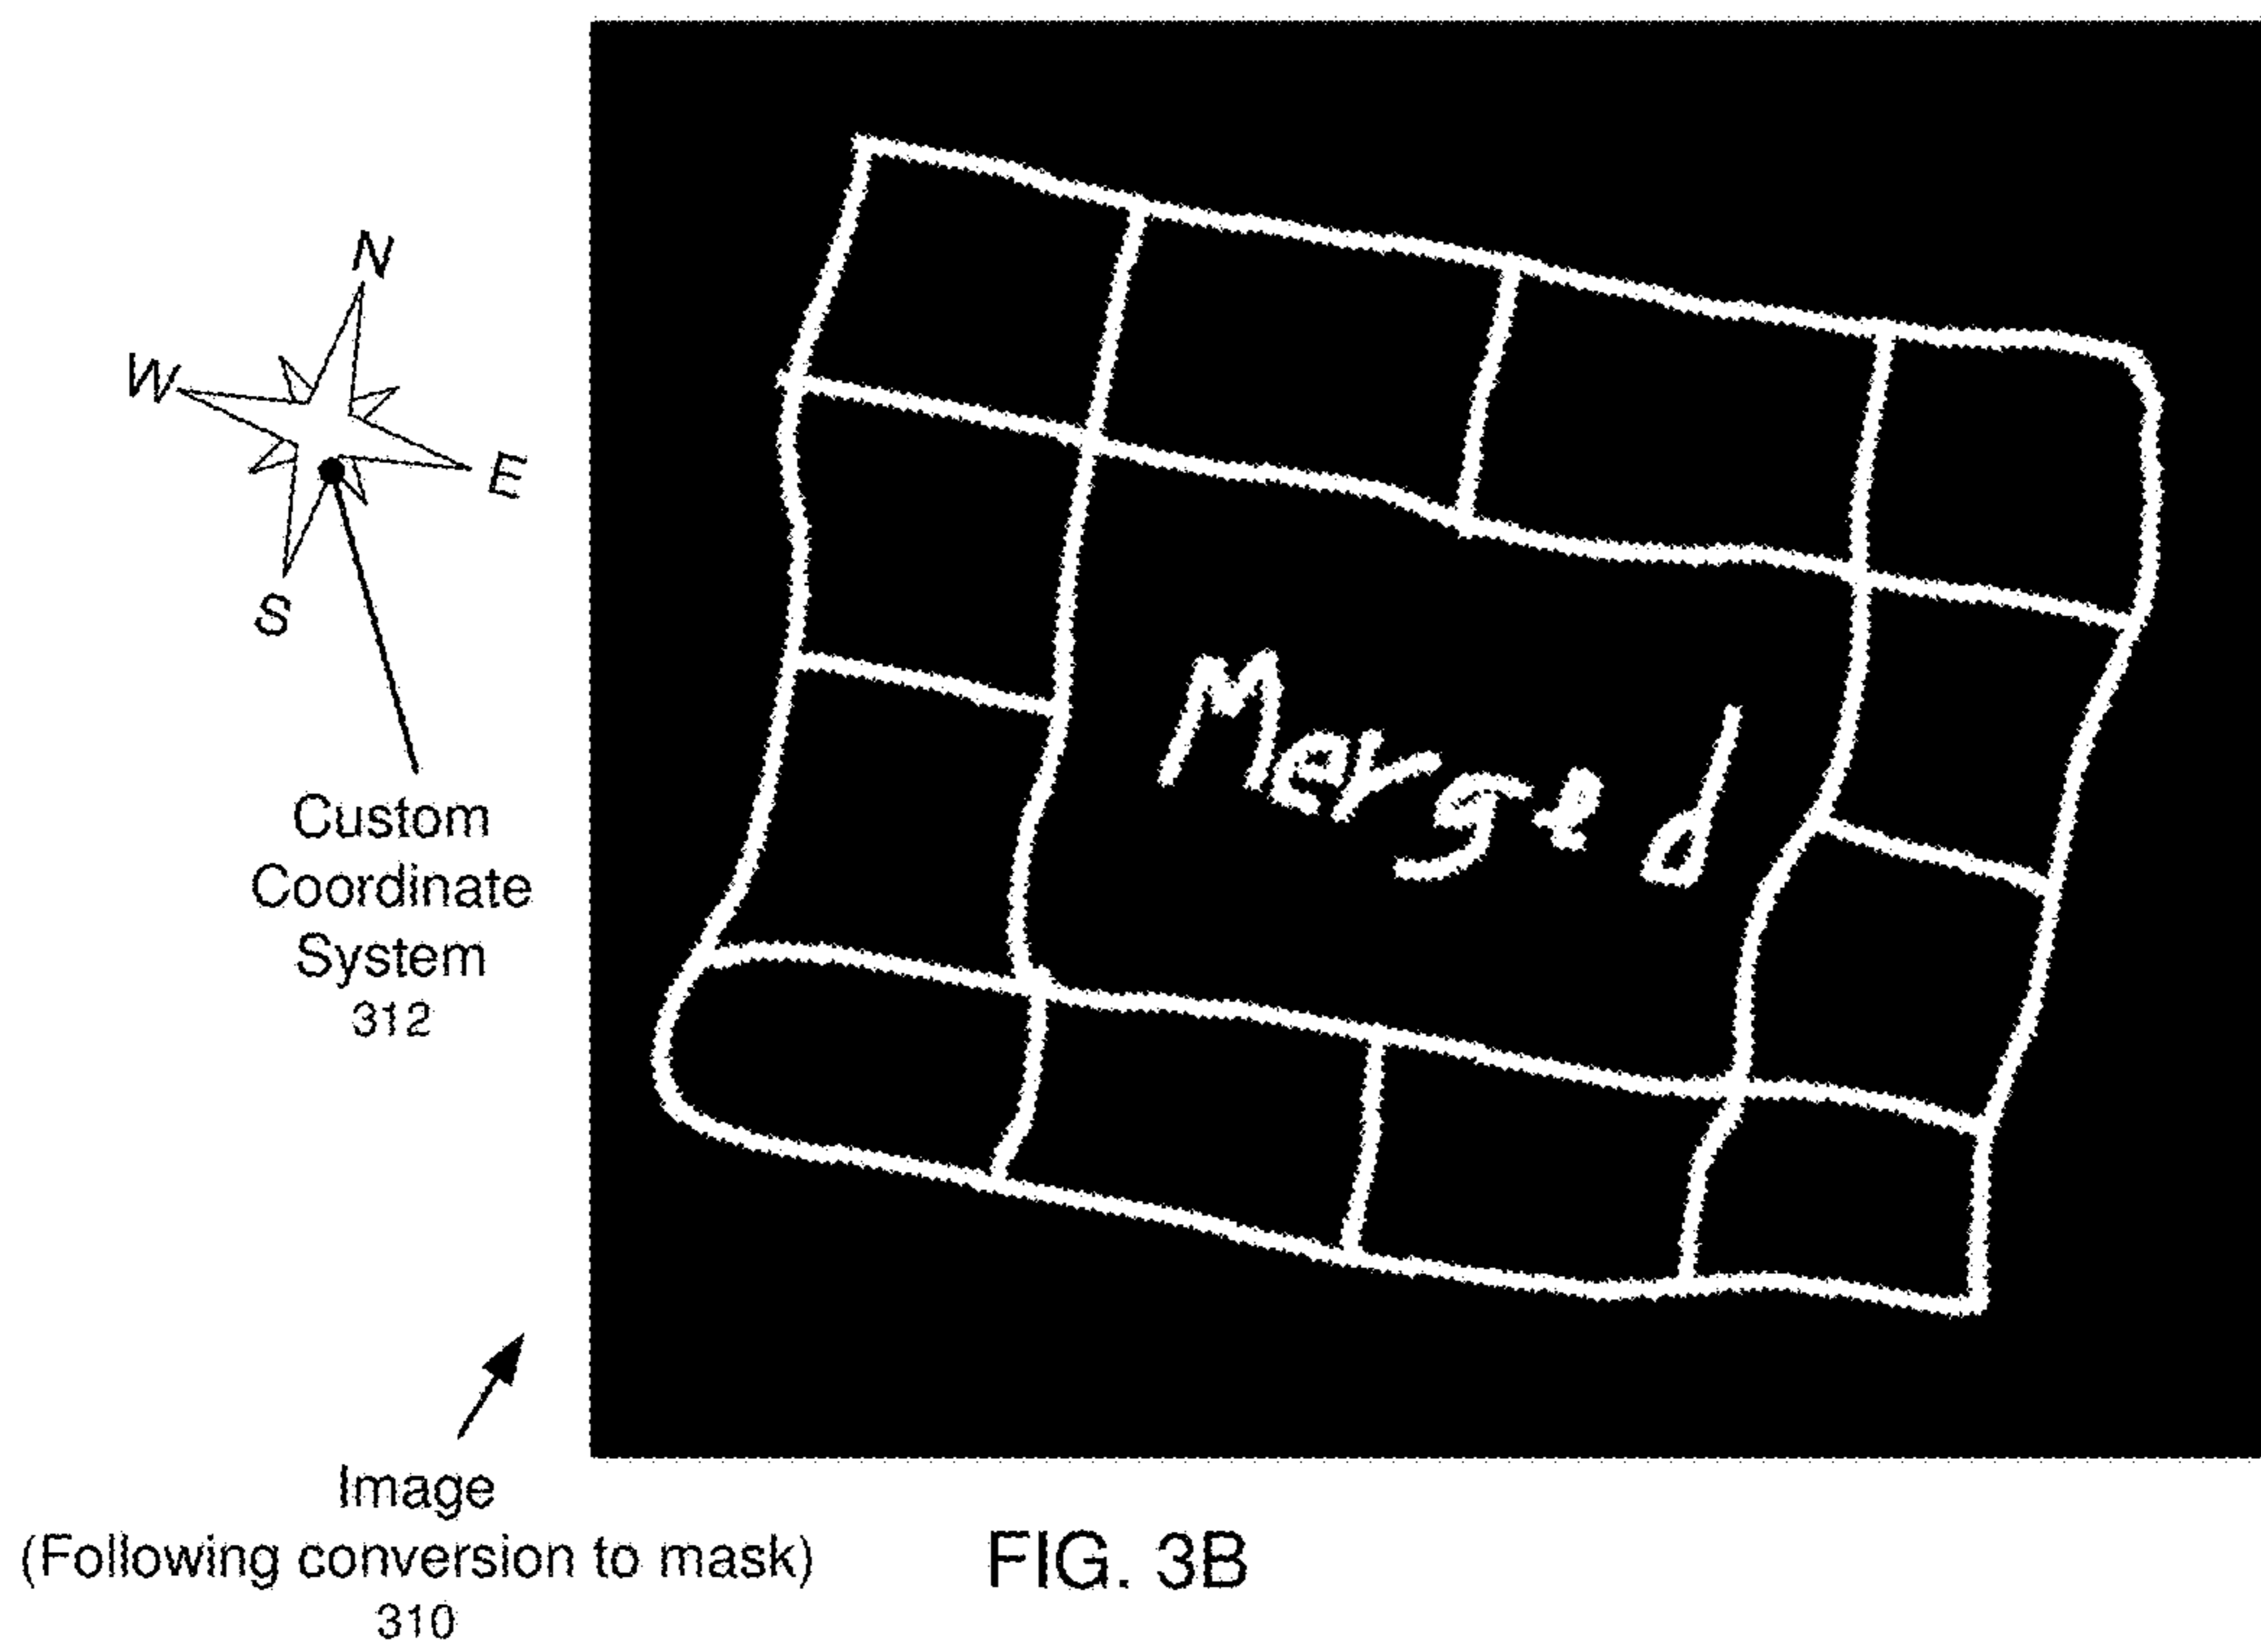 N
W
E
S
Merged
Custom
Coordinate
System
312
Image
(Following conversion to mask)
310
FIG. 3B